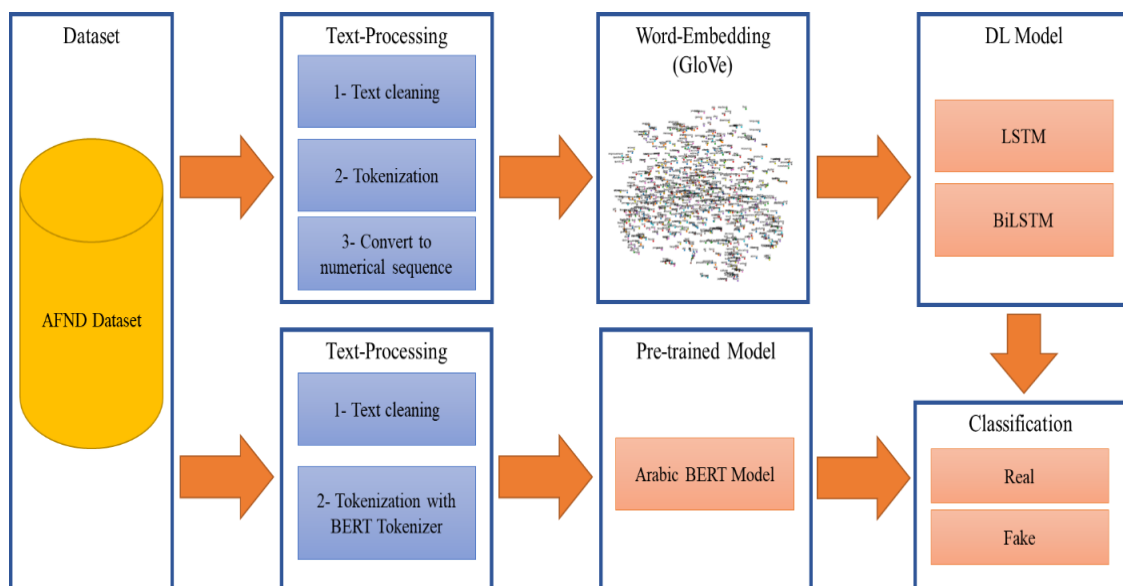 Dataset
AFND Dataset
Text-Processing
1- Text cleaning
2- Tokenization
3- Convert to
numerical sequence
Word-Embedding
(GloVe)
DL Model
LSTM
BiLSTM
Text-Processing
1- Text cleaning
2- Tokenization with
BERT Tokenizer
Pre-trained Model
Arabic BERT Model
Classification
Real
Fake